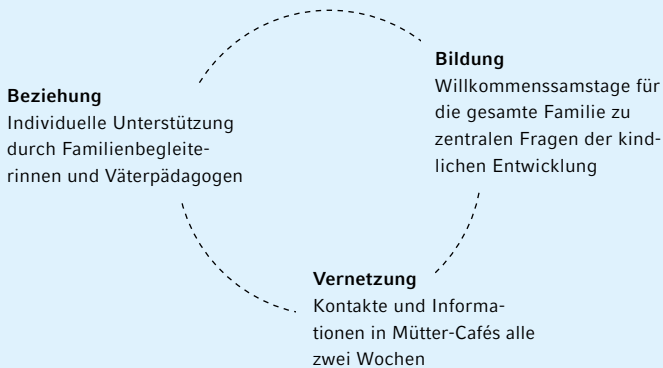 Beziehung
Individuelle Unterstützung
durch Familienbegleite-
rinnen und Väterpädagogen
Bildung
Willkommenssamstage für
die gesamte Familie zu
zentralen Fragen der kind-
lichen Entwicklung
Vernetzung
Kontakte und Informa-
tionen in Mütter-Cafés alle
zwei Wochen